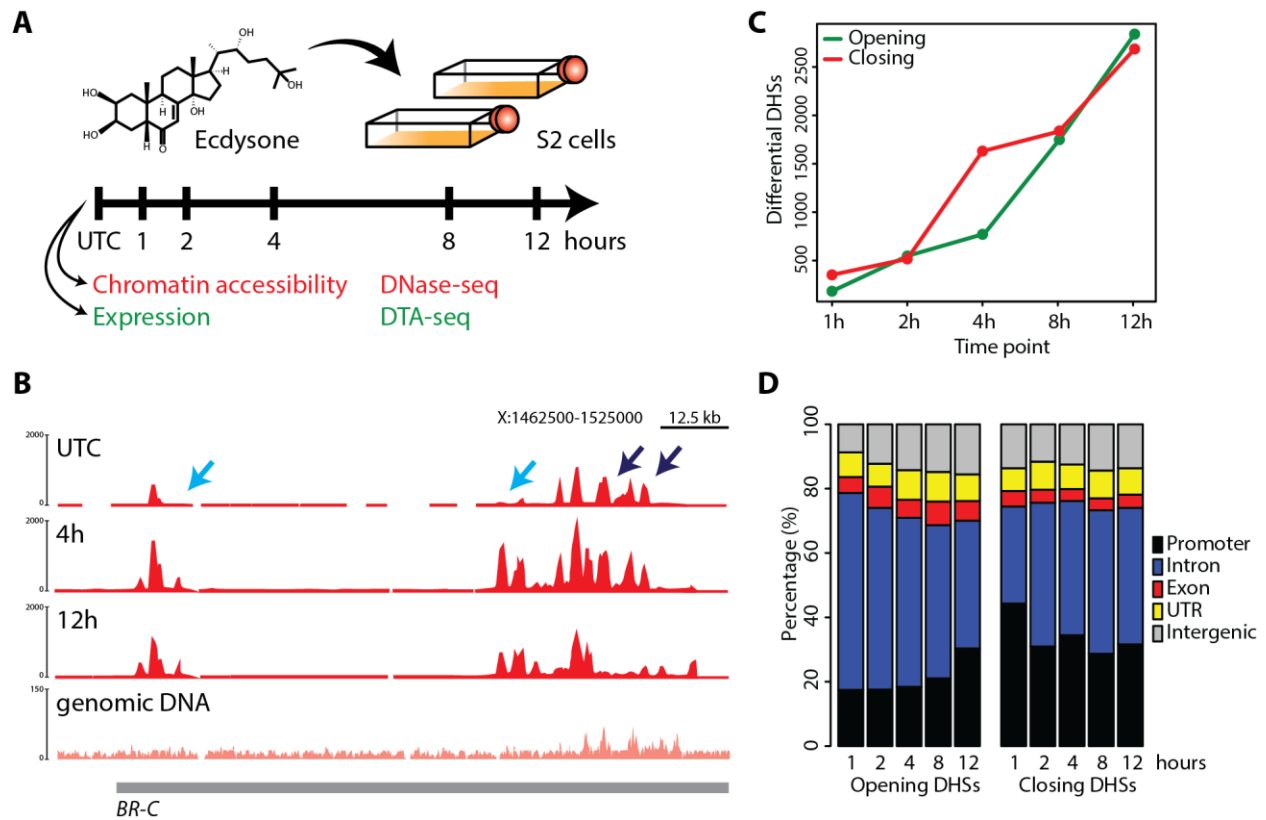 A
OH
OH
HO
HO
OH
H
H
H
O
Ecdysone
S2 cells
UTC 1 2 4 8 12 hours
Chromatin accessibility DNase-seq
Expression DTA-seq
B
X:1462500-1525000 12.5 kb
2000
UTC
0
2000
4h
0
2000
12h
0
150
genomic DNA
0
BR-C
C
Opening
Closing
Differential DHSs
2500
2000
1500
1000
500
1h 2h 4h 8h 12h
Time point
D
Percentage (%)
100
80
60
40
20
0
Promoter
Intron
Exon
UTR
Intergenic
1 2 4 8 12 1 2 4 8 12 hours
Opening DHSs Closing DHSs